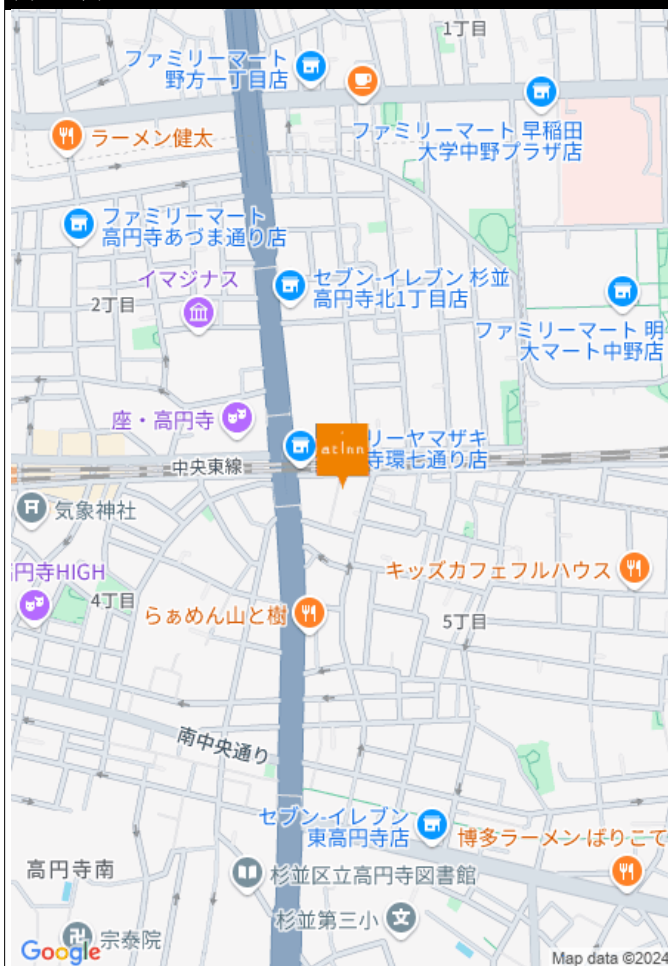 1丁目
ファミリーマート
野方一丁目店
ファミリーマート 早稲田
大学中野プラザ店
ラーメン健太
ファミリーマート
高円寺あづま通り店
イマジナス
セブン-イレブン 杉並
高円寺北1丁目店
2丁目
ファミリーマート 明
大マート中野店
座・高円寺
atinn
リーヤマザキ
寺環七通り店
中央東線
気象神社
円寺HIGH
キッズカフェフルハウス
4丁目
らぁめん山と樹
5丁目
南中央通り
セブン-イレブン
東高円寺店
博多ラーメン ばりこて
高円寺南
杉並区立高円寺図書館
杉並第三小
文
卍
宗泰院
Google
Map data ©2024